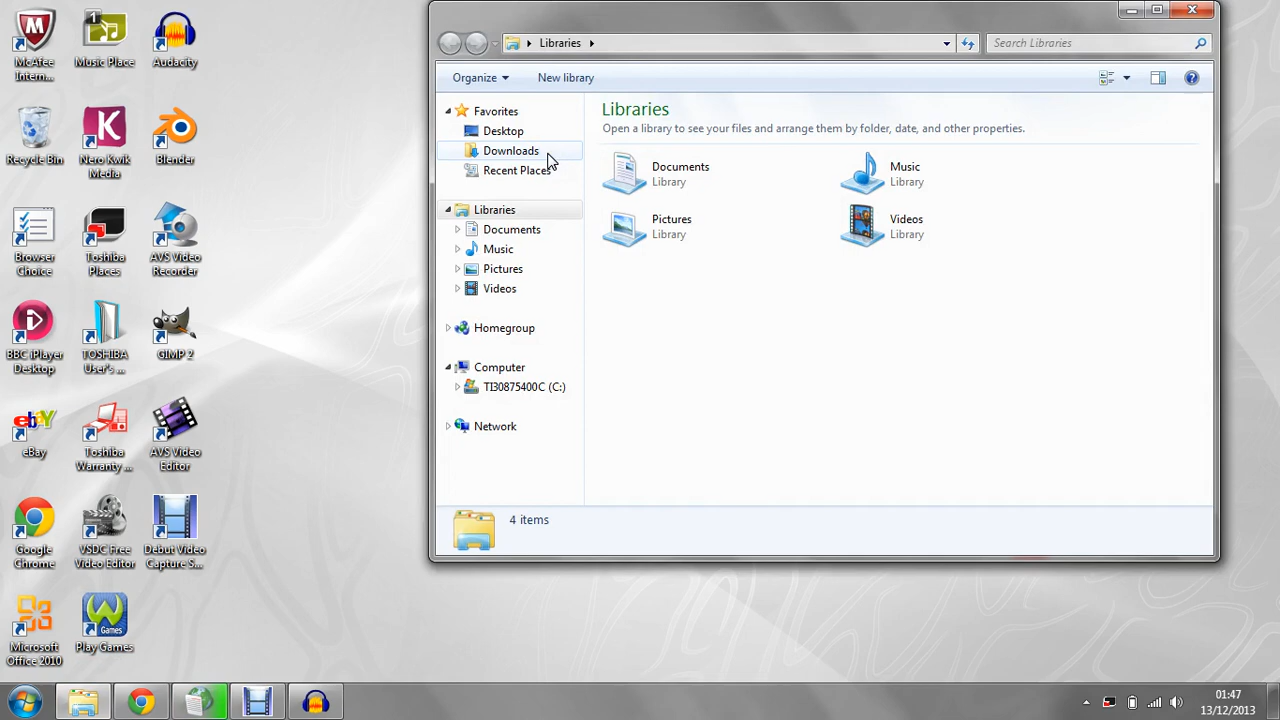 McAfee
Intern...
1
Music Place
Audacity
Recycle Bin
K
Nero Kwik
Media
Blender
Browser
Choice
Toshiba
Places
AVS Video
Recorder
BBC iPlayer
Desktop
TOSHIBA
User's ...
GIMP 2
ebay
eBay
Toshiba
Warranty ...
AVS Video
Editor
Google
Chrome
VSDC Free
Video Editor
Debut Video
Capture S...
Microsoft
Office 2010
Games
Play Games
Libraries
Search Libraries
Organize
New library
Favorites
Desktop
Downloads
Recent Places
Libraries
Documents
Music
Pictures
Videos
Homegroup
Computer
TI30875400C (C:)
Network
Libraries
Open a library to see your files and arrange them by folder, date, and other properties.
Documents
Library
Music
Library
Pictures
Library
Videos
Library
4 items
01:47
13/12/2013